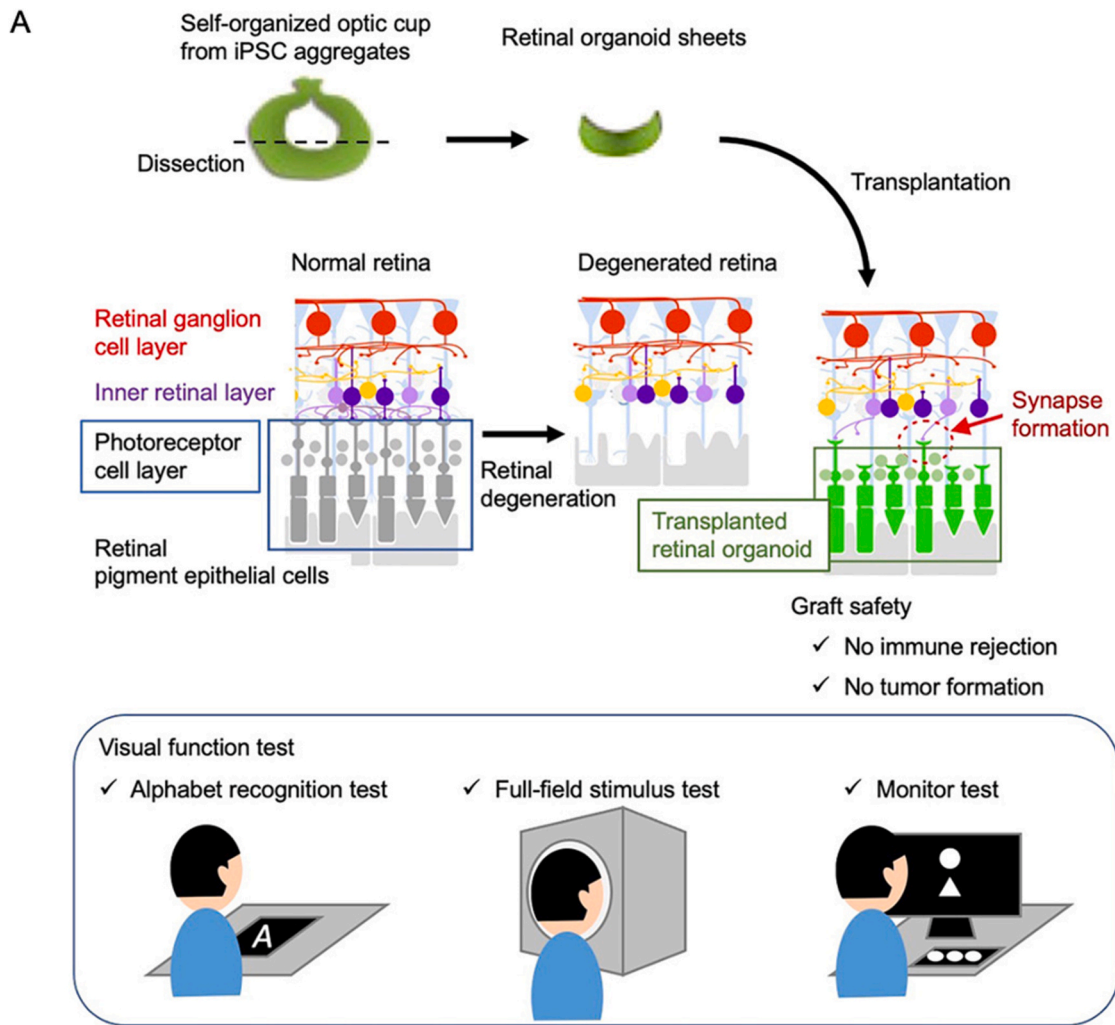 A
Self-organized optic cup
from iPSC aggregates
Retinal organoid sheets
Dissection
Transplantation
Normal retina
Degenerated retina
Retinal ganglion
cell layer
Inner retinal layer
Photoreceptor
cell layer
Retinal
pigment epithelial cells
Retinal
degeneration
Synapse
formation
Transplanted
retinal organoid
Graft safety
✓ No immune rejection
✓ No tumor formation
Visual function test
✓ Alphabet recognition test
✓ Full-field stimulus test
✓ Monitor test
A